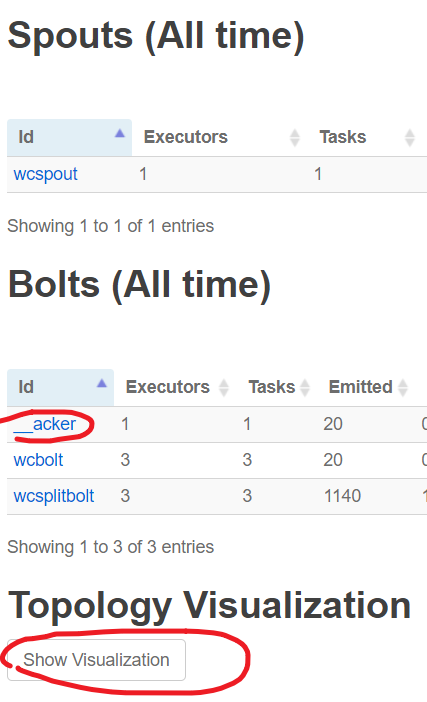 Spouts (All time)
Id Executors Tasks
wcspout 1 1
Showing 1 to 1 of 1 entries
Bolts (All time)
Id Executors Tasks Emitted
__acker 1 1 20
wcbolt 3 3 20
wcsplitbolt 3 3 1140
Showing 1 to 3 of 3 entries
Topology Visualization
Show Visualization